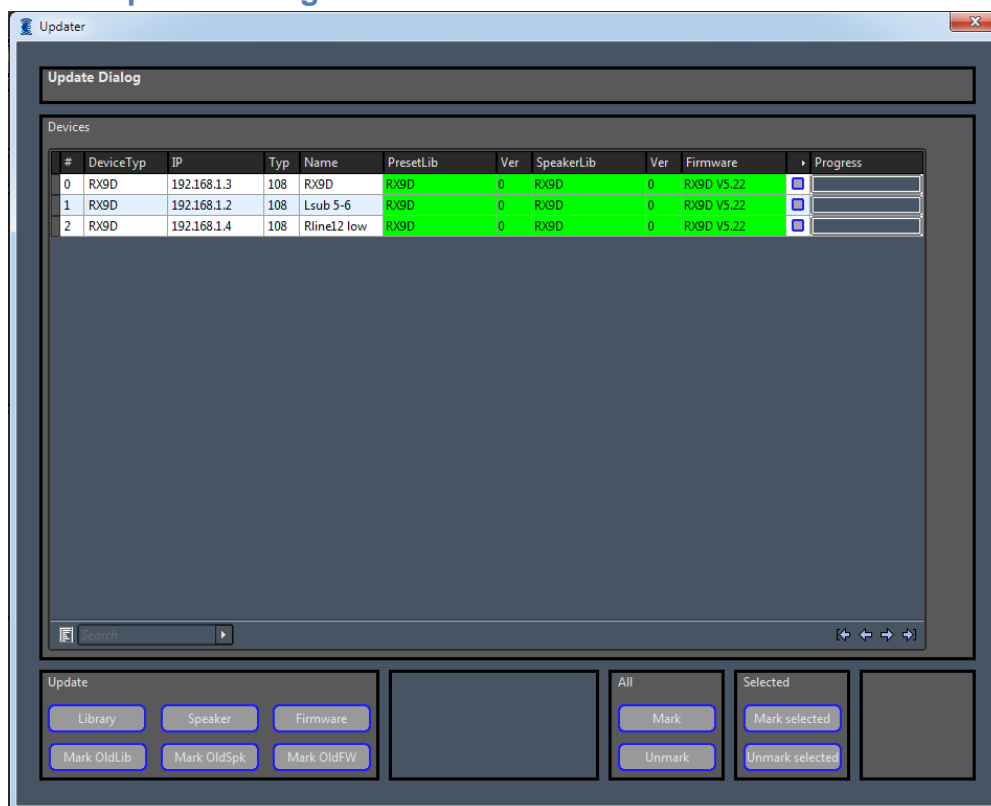 Updater
Update Dialog
Devices
# DeviceTyp IP Typ Name PresetLib Ver SpeakerLib Ver Firmware Progress
0 RX9D 192.168.1.3 108 RX9D RX9D 0 RX9D 0 RX9D V5.22
1 RX9D 192.168.1.2 108 Lsub 5-6 RX9D 0 RX9D 0 RX9D V5.22
2 RX9D 192.168.1.4 108 Rline12 low RX9D 0 RX9D 0 RX9D V5.22
Search
Update
Library Speaker Firmware
Mark OldLib Mark OldSpk Mark OldFW
All
Mark
Unmark
Selected
Mark selected
Unmark selected